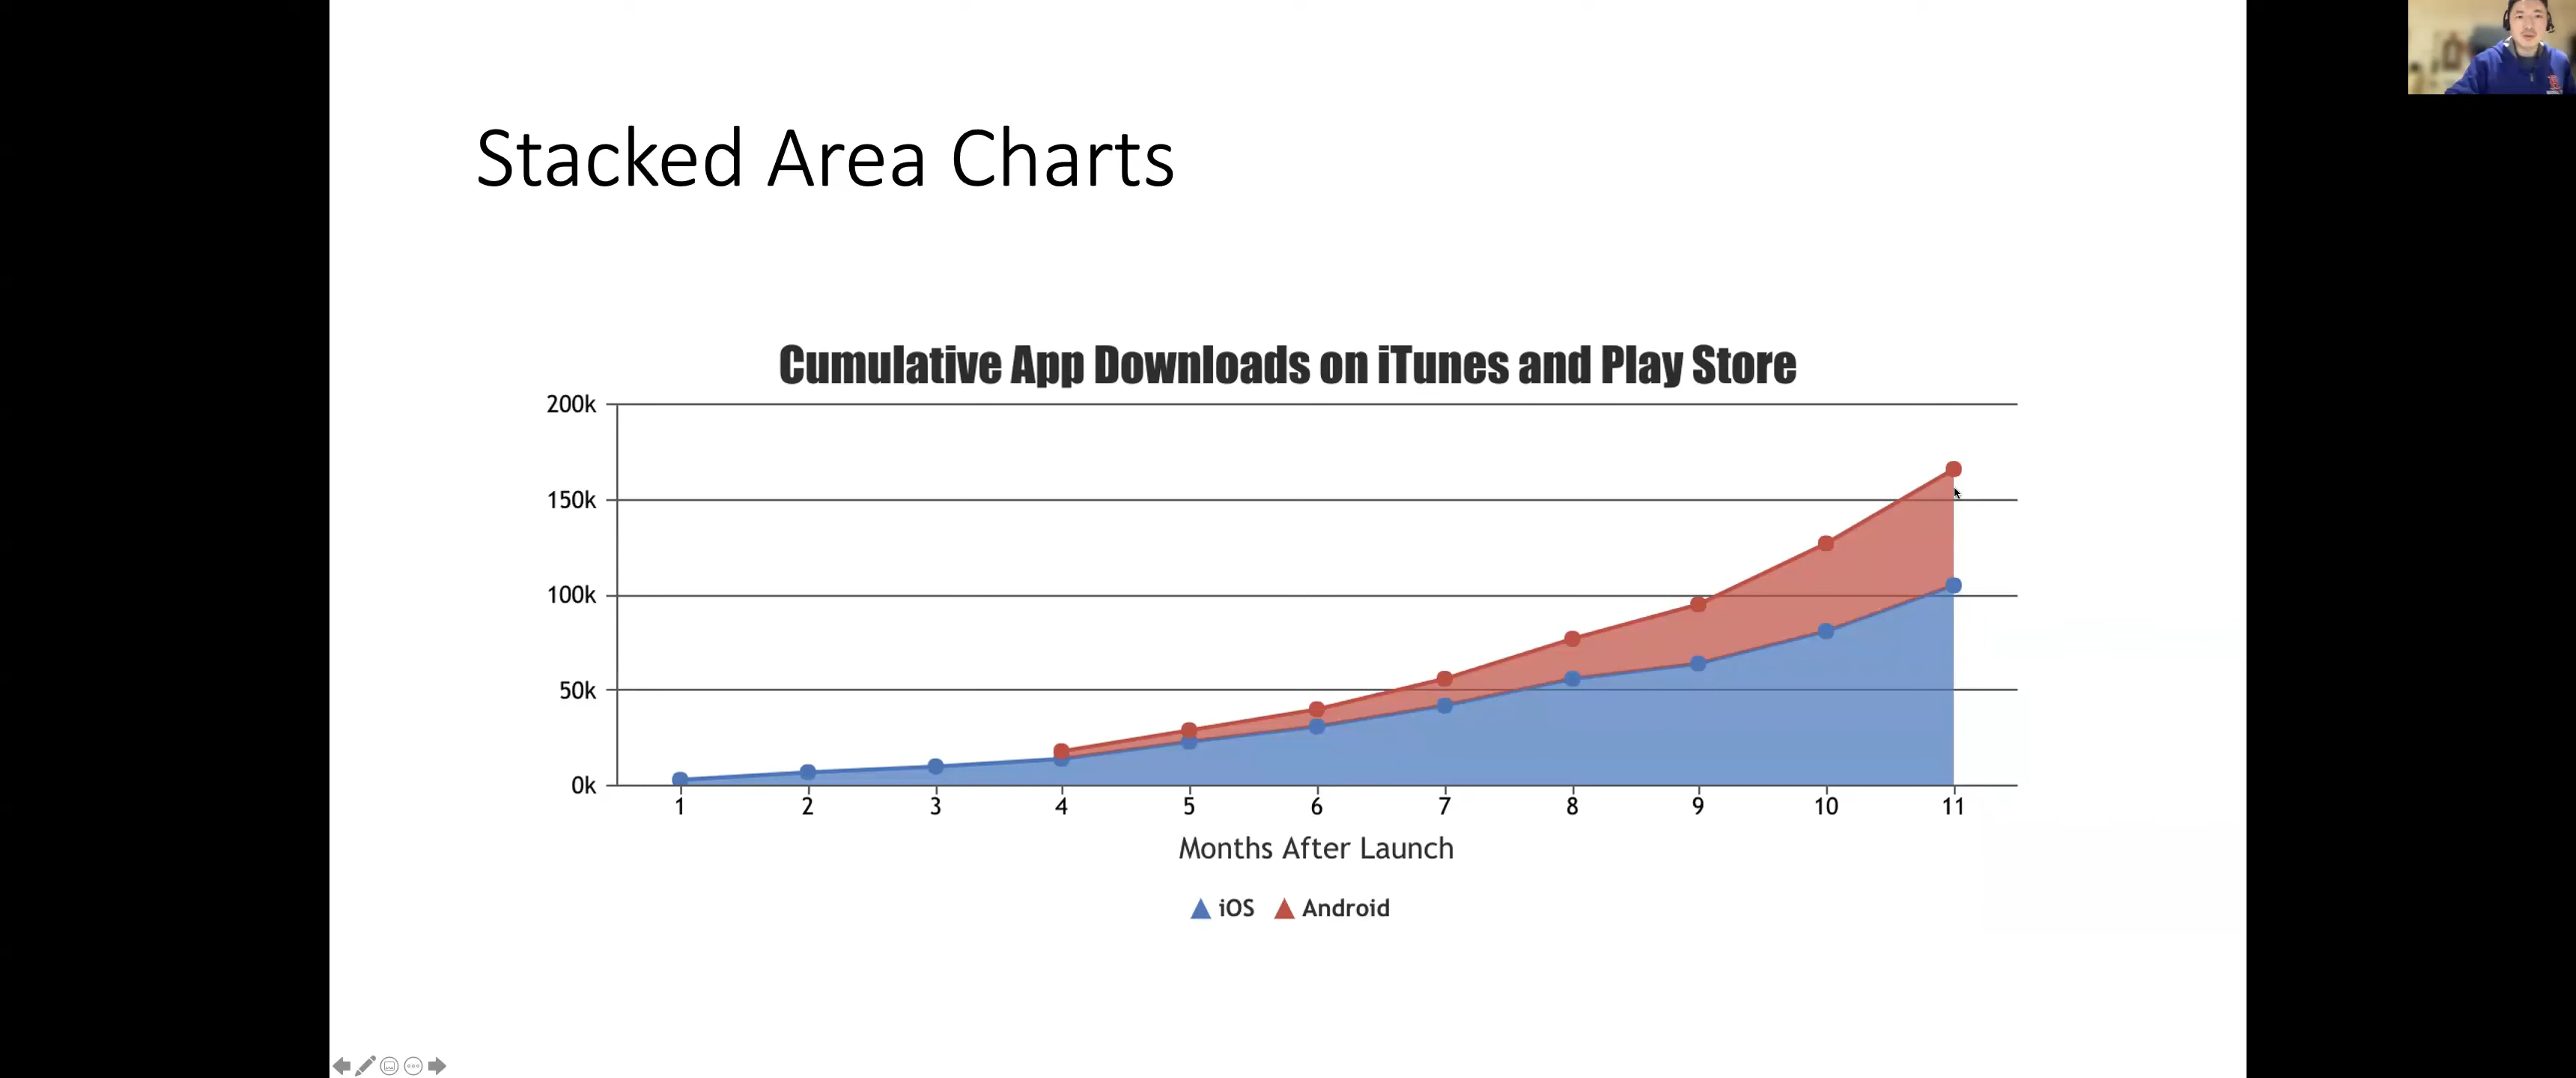 Stacked Area Charts
Cumulative App Downloads on iTunes and Play Store
200k
150k
100k
50k
0k
1 2 3 4 5 6 7 8 9 10 11
Months After Launch
iOS Android